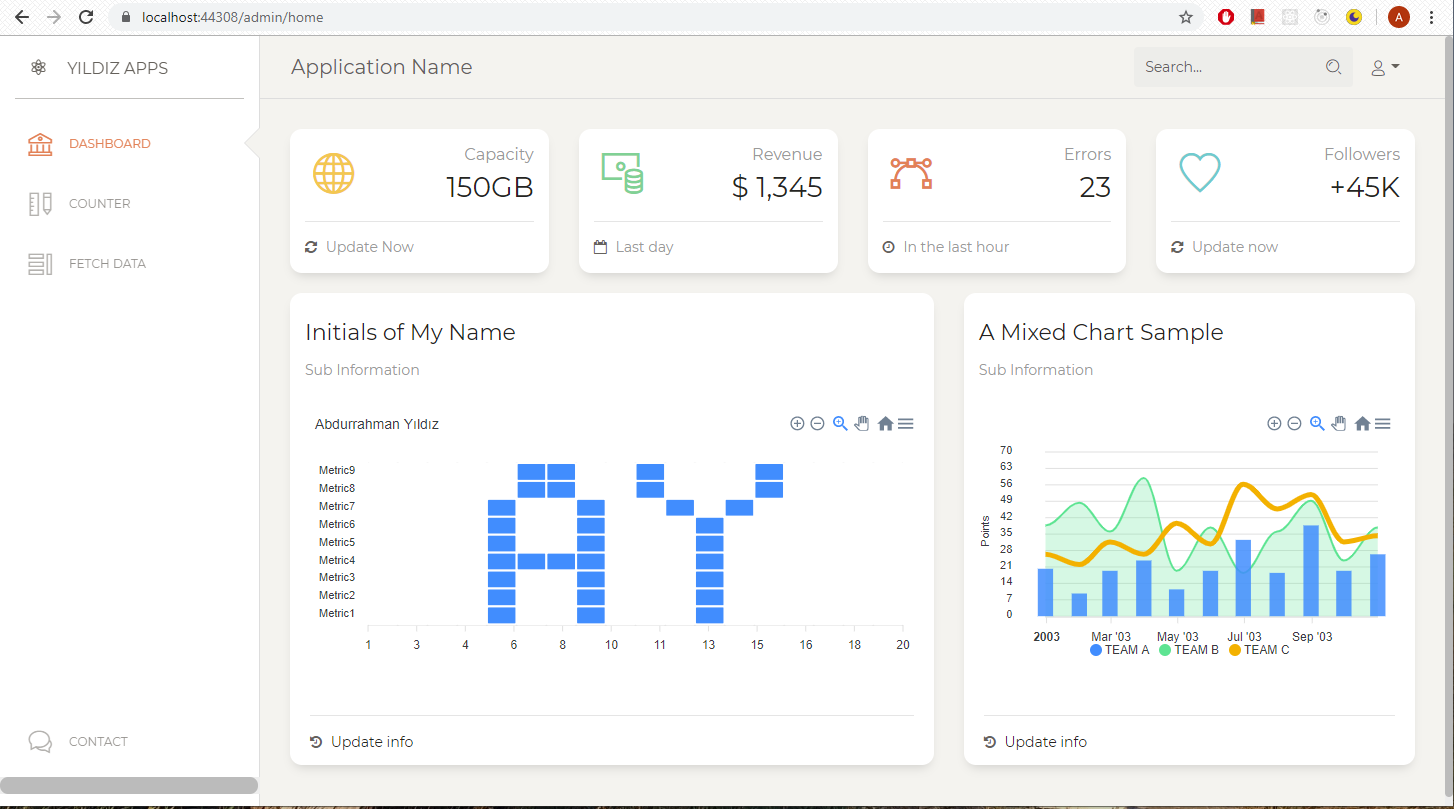 localhost:44308/admin/home
A
YILDIZ APPS
Application Name
Search...
DASHBOARD
COUNTER
FETCH DATA
CONTACT
Capacity
150GB
Update Now
Revenue
$ 1,345
Last day
Errors
23
In the last hour
Followers
+45K
Update now
Initials of My Name
Sub Information
Abdurrahman Yıldız
Metric9
Metric8
Metric7
Metric6
Metric5
Metric4
Metric3
Metric2
Metric1
1 3 4 6 8 10 11 13 15 16 18 20
Update info
A Mixed Chart Sample
Sub Information
Points
70
63
56
49
42
35
28
21
14
7
0
2003 Mar '03 May '03 Jul '03 Sep '03
TEAM A TEAM B TEAM C
Update info